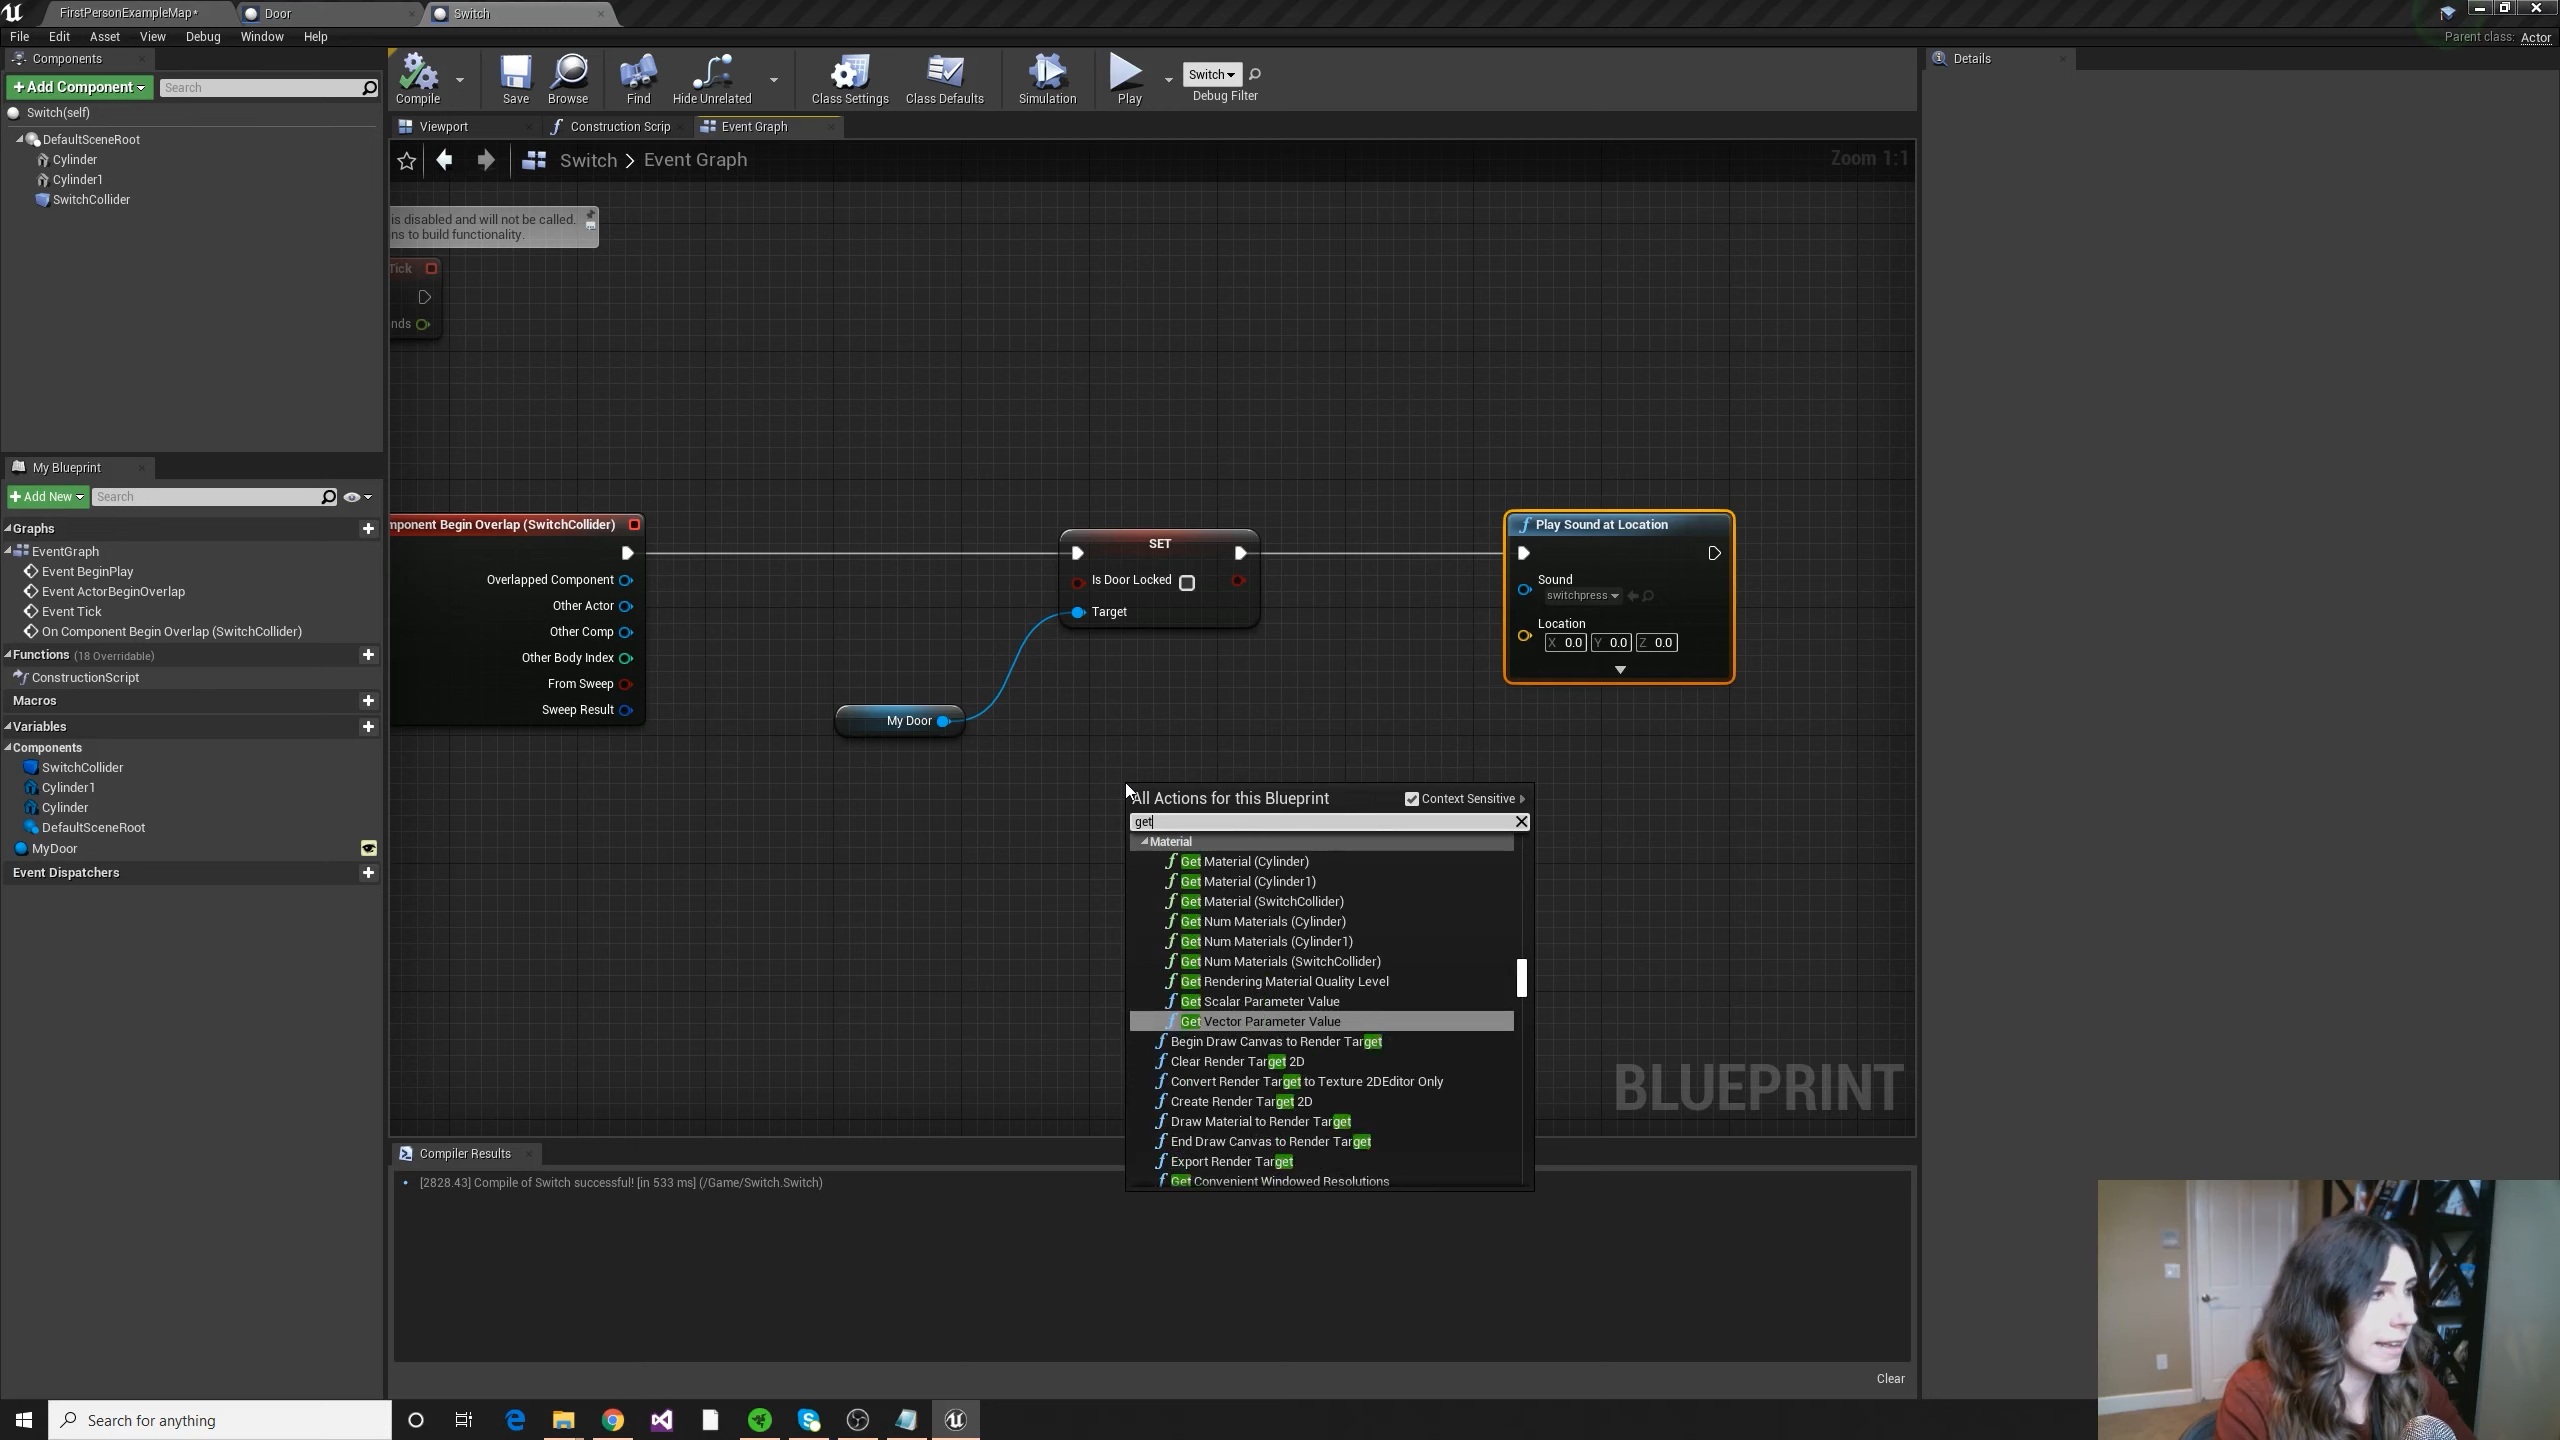 FirstPersonExampleMap*
Door
Switch
File
Edit
Asset
View
Debug
Window
Help
Parent class: Actor
Components
+Add Component
Search
Switch(self)
DefaultSceneRoot
Cylinder
Cylinder1
SwitchCollider
Compile
Save
Browse
Find
Hide Unrelated
Class Settings
Class Defaults
Simulation
Play
Switch
Debug Filter
Details
Viewport
Construction Scrip
Event Graph
Switch > Event Graph
Zoom 1:1
is disabled and will not be called.
ns to build functionality.
Tick
nds
mponent Begin Overlap (SwitchCollider)
Overlapped Component
Other Actor
Other Comp
Other Body Index
From Sweep
Sweep Result
My Door
SET
Is Door Locked
Target
Play Sound at Location
Sound
switchpress
Location
X 0.0 Y 0.0 Z 0.0
My Blueprint
+Add New
Search
Graphs
EventGraph
Event BeginPlay
Event ActorBeginOverlap
Event Tick
On Component Begin Overlap (SwitchCollider)
Functions (18 Overridable)
ConstructionScript
Macros
Variables
Components
SwitchCollider
Cylinder1
Cylinder
DefaultSceneRoot
MyDoor
Event Dispatchers
All Actions for this Blueprint
Context Sensitive
get
Material
Get Material (Cylinder)
Get Material (Cylinder1)
Get Material (SwitchCollider)
Get Num Materials (Cylinder)
Get Num Materials (Cylinder1)
Get Num Materials (SwitchCollider)
Get Rendering Material Quality Level
Get Scalar Parameter Value
Get Vector Parameter Value
Begin Draw Canvas to Render Target
Clear Render Target 2D
Convert Render Target to Texture 2DEditor Only
Create Render Target 2D
Draw Material to Render Target
End Draw Canvas to Render Target
Export Render Target
Get Convenient Windowed Resolutions
BLUEPRINT
Compiler Results
[2828.43] Compile of Switch successful! [in 533 ms] (/Game/Switch.Switch)
Clear
Search for anything